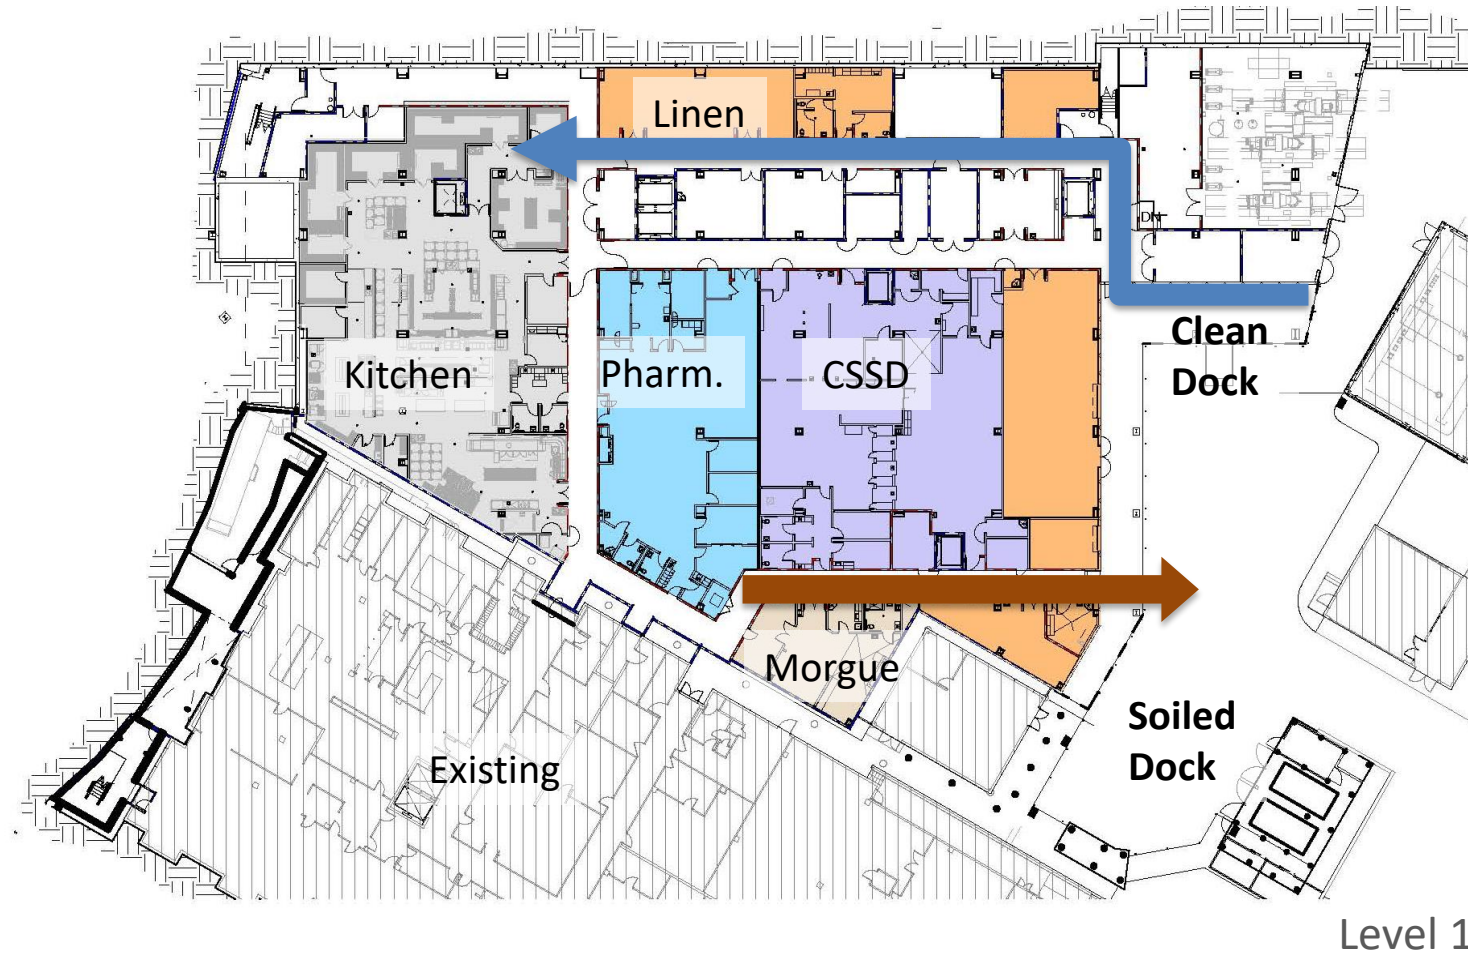 Linen
Clean
Dock
Kitchen
Pharm.
CSSD
Morgue
Soiled
Dock
Existing
Level 1